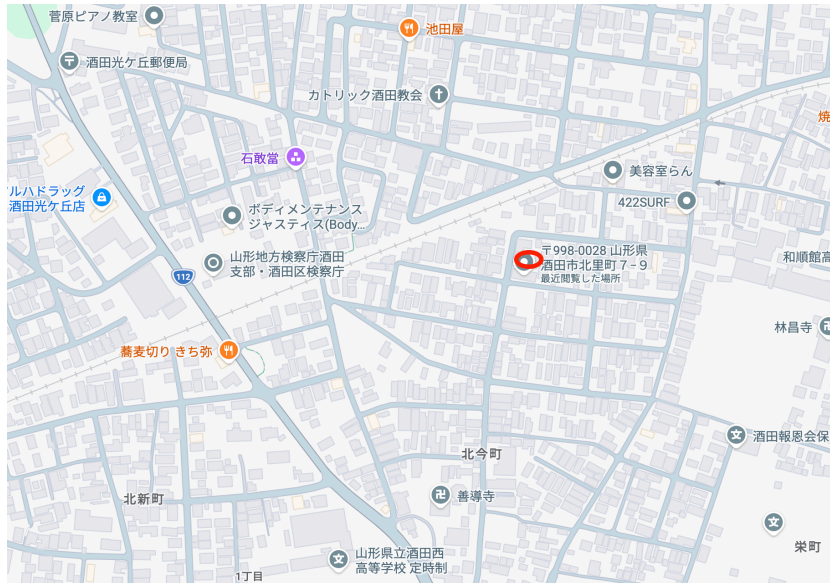 菅原ピアノ教室
池田屋
酒田光ケ丘郵便局
カトリック酒田教会
焼
石敢當
美容室らん
ルハドラッグ
酒田光ケ丘店
422SURF
ボディメンテナンス
ジャスティス(Body...
山形地方検察庁酒田
支部・酒田区検察庁
〒998-0028 山形県
酒田市北里町7-9
最近閲覧した場所
和順館高
112
林昌寺
蕎麦切り きち弥
酒田報恩会保
北今町
北新町
善導寺
栄町
山形県立酒田西
高等学校 定時制
1丁目